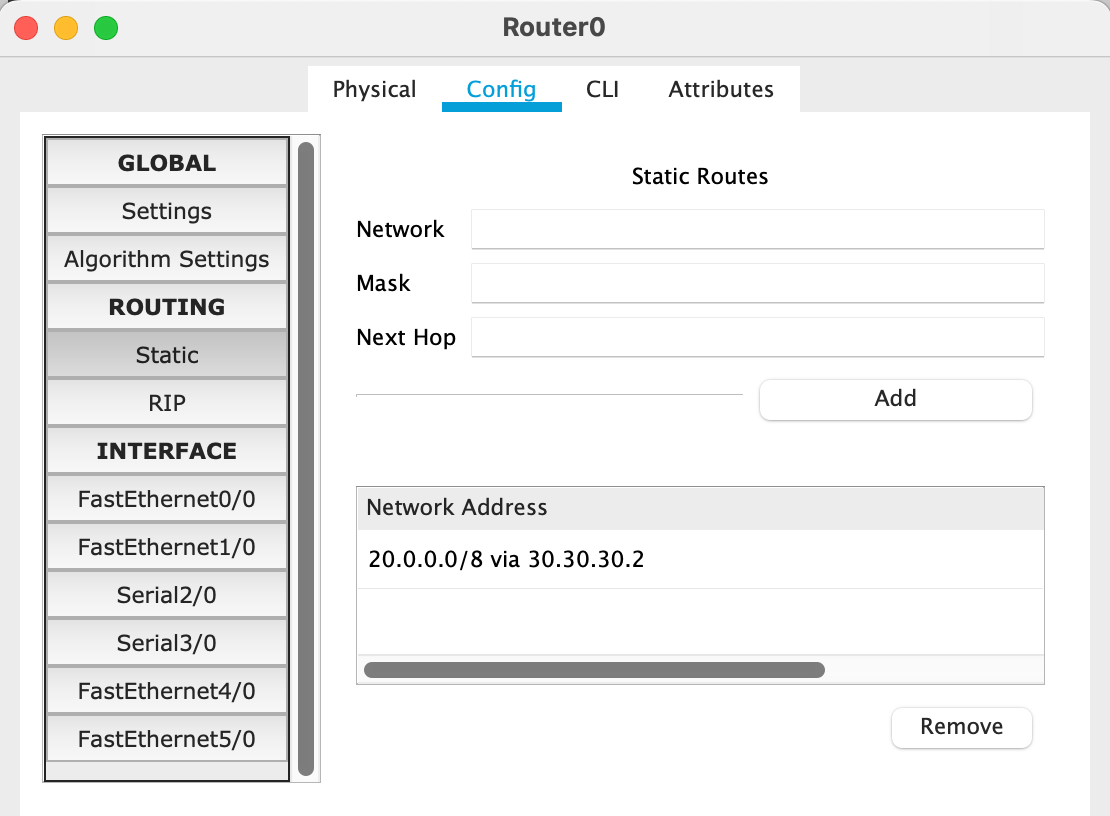 Router0
Physical Config CLI Attributes
GLOBAL
Settings
Algorithm Settings
ROUTING
Static
RIP
INTERFACE
FastEthernet0/0
FastEthernet1/0
Serial2/0
Serial3/0
FastEthernet4/0
FastEthernet5/0
Static Routes
Network
Mask
Next Hop
Add
Network Address
20.0.0.0/8 via 30.30.30.2
Remove